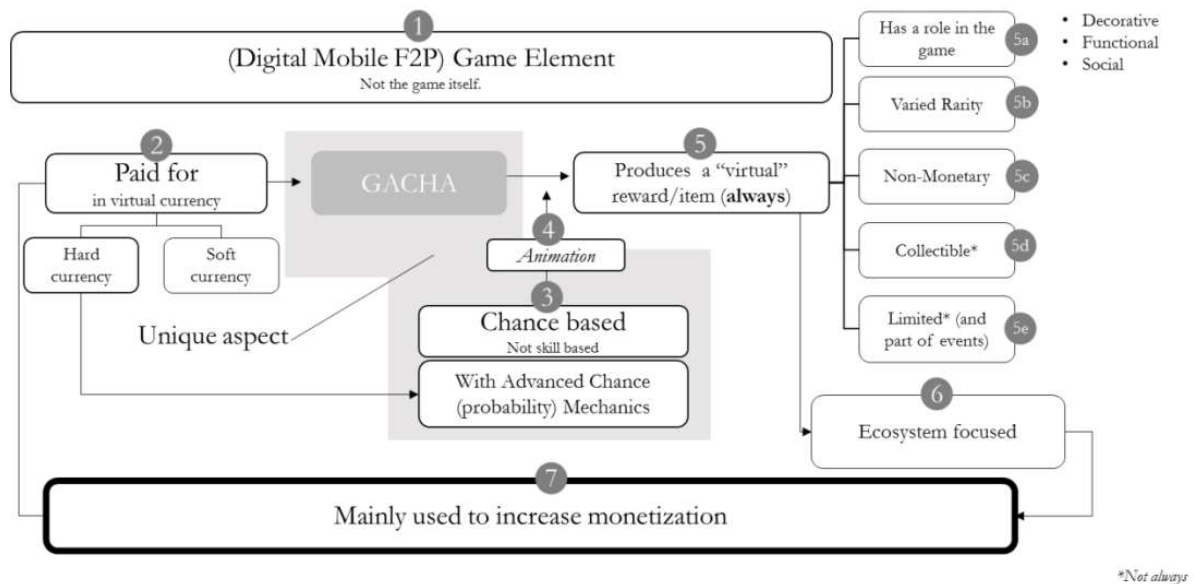 1
(Digital Mobile F2P) Game Element
Not the game itself.
2
Paid for
in virtual currency
Hard
currency
Soft
currency
GACHA
Unique aspect
4
Animation
3
Chance based
Not skill based
With Advanced Chance
(probability) Mechanics
5
Produces a “virtual”
reward/item (always)
Has a role in the
game
5a
• Decorative
• Functional
• Social
Varied Rarity
5b
Non-Monetary
5c
Collectible*
5d
Limited* (and
part of events)
5e
6
Ecosystem focused
7
Mainly used to increase monetization
*Not always